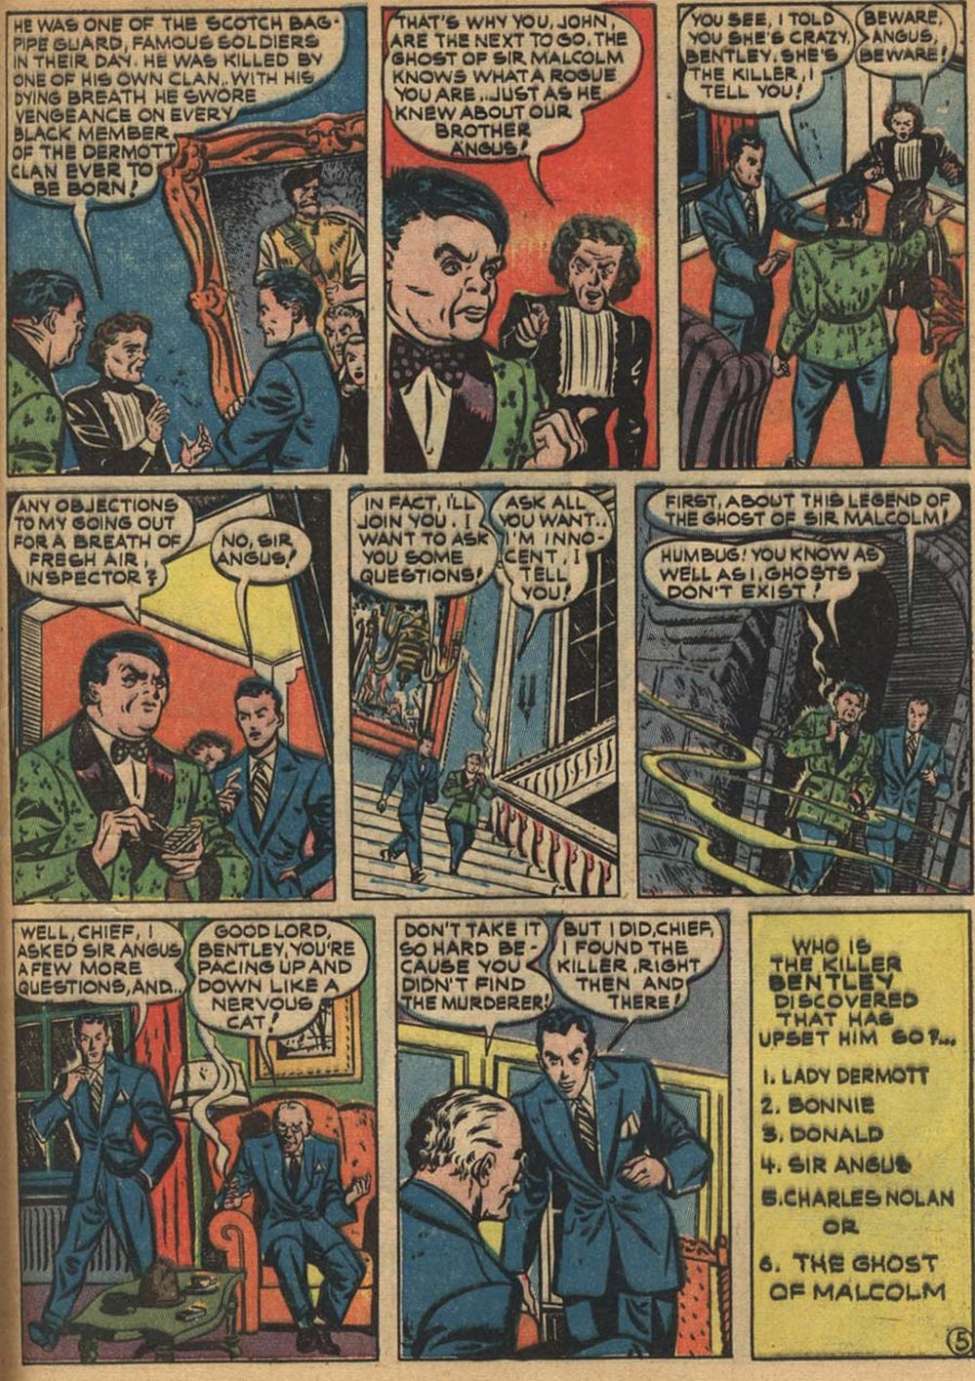 HE WAS ONE OF THE SCOTCH BAG-
PIPE GUARD, FAMOUS SOLDIERS
IN THEIR DAY. HE WAS KILLED BY
ONE OF HIS OWN CLAN.. WITH HIS
DYING BREATH HE SWORE
VENGEANCE ON EVERY
BLACK MEMBER
OF THE DERMOTT
CLAN EVER TO
BE BORN!
THAT'S WHY YOU, JOHN,
ARE THE NEXT TO GO. THE
GHOST OF SIR MALCOLM
KNOWS WHAT A ROGUE
YOU ARE... JUST AS HE
KNEW ABOUT OUR
BROTHER
ANGUS!
YOU SEE, I TOLD
YOU SHE'S CRAZY,
BENTLEY. SHE'S
THE KILLER, I
TELL YOU!
BEWARE,
ANGUS,
BEWARE!
ANY OBJECTIONS
TO MY GOING OUT
FOR A BREATH OF
FRESH AIR,
INSPECTOR?
NO, SIR
ANGUS!
IN FACT, I'LL
JOIN YOU. I
WANT TO ASK
YOU SOME
QUESTIONS!
ASK ALL
YOU WANT..
I'M INNO-
CENT, I
TELL
YOU!
FIRST, ABOUT THIS LEGEND OF
THE GHOST OF SIR MALCOLM!
HUMBUG! YOU KNOW AS
WELL AS I, GHOSTS
DON'T EXIST!
WELL, CHIEF, I
ASKED SIR ANGUS
A FEW MORE
QUESTIONS, AND...
GOOD LORD,
BENTLEY, YOU'RE
PACING UP AND
DOWN LIKE A
NERVOUS
CAT!
DON'T TAKE IT
SO HARD BE-
CAUSE YOU
DIDN'T FIND
THE MURDERER!
BUT I DID, CHIEF,
I FOUND THE
KILLER, RIGHT
THEN AND
THERE!
WHO IS
THE KILLER
BENTLEY
DISCOVERED
THAT HAS
UPSET HIM SO?...
1. LADY DERMOTT
2. BONNIE
3. DONALD
4. SIR ANGUS
5. CHARLES NOLAN
OR
6. THE GHOST
OF MALCOLM
5